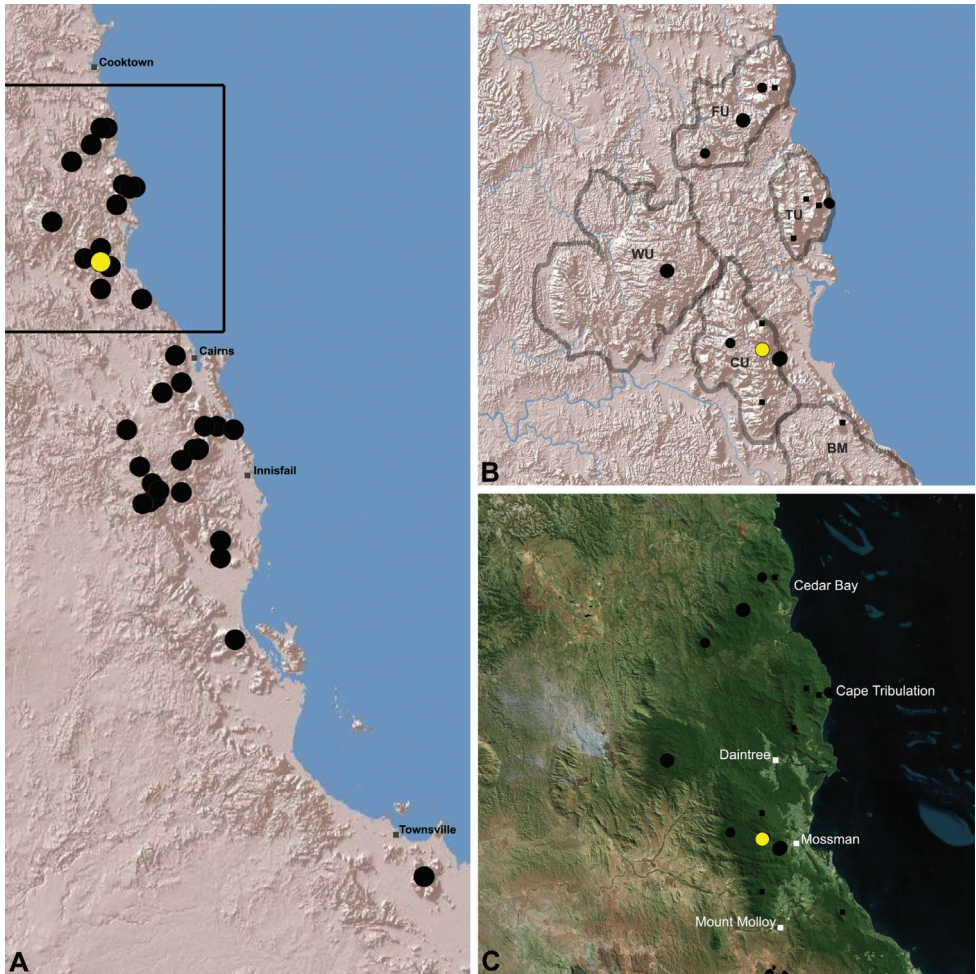 Cooktown
Cairns
Innisfail
Townsville
A
FU
TU
WU
CU
BM
B
Cedar Bay
Cape Tribulation
Daintree
Mossman
Mount Molloy
C